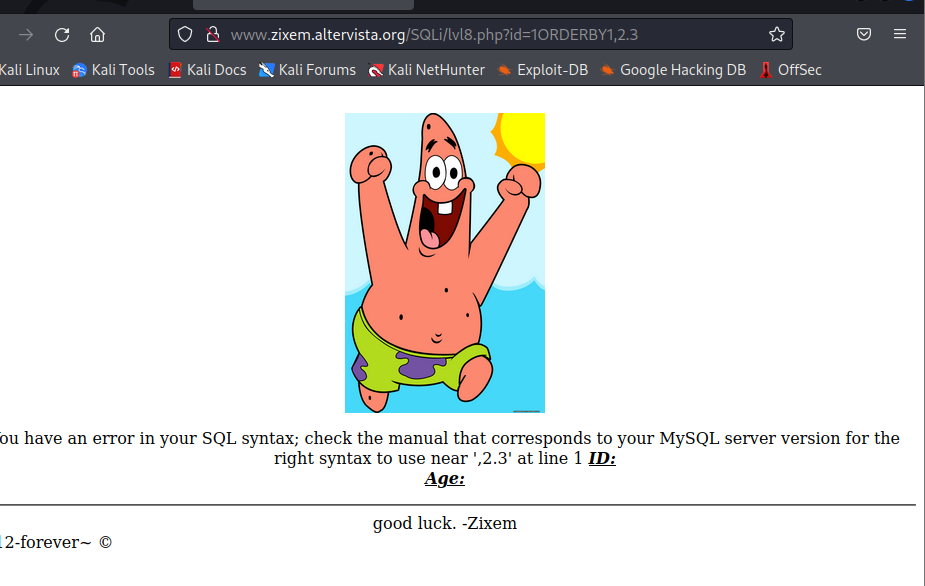 www.zixem.altervista.org/SQLi/lvl8.php?id=1ORDERBY1,2.3
Kali Linux Kali Tools Kali Docs Kali Forums Kali NetHunter Exploit-DB Google Hacking DB OffSec
ou have an error in your SQL syntax; check the manual that corresponds to your MySQL server version for the
right syntax to use near ',2.3' at line 1 ID:
Age:
good luck. -Zixem
12-forever~ ©